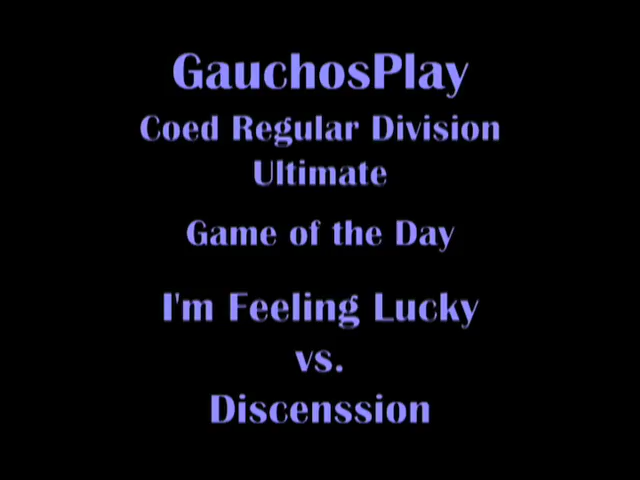 GauchosPlay
Coed Regular Division
Ultimate
Game of the Day
I'm Feeling Lucky
vs.
Discenssion